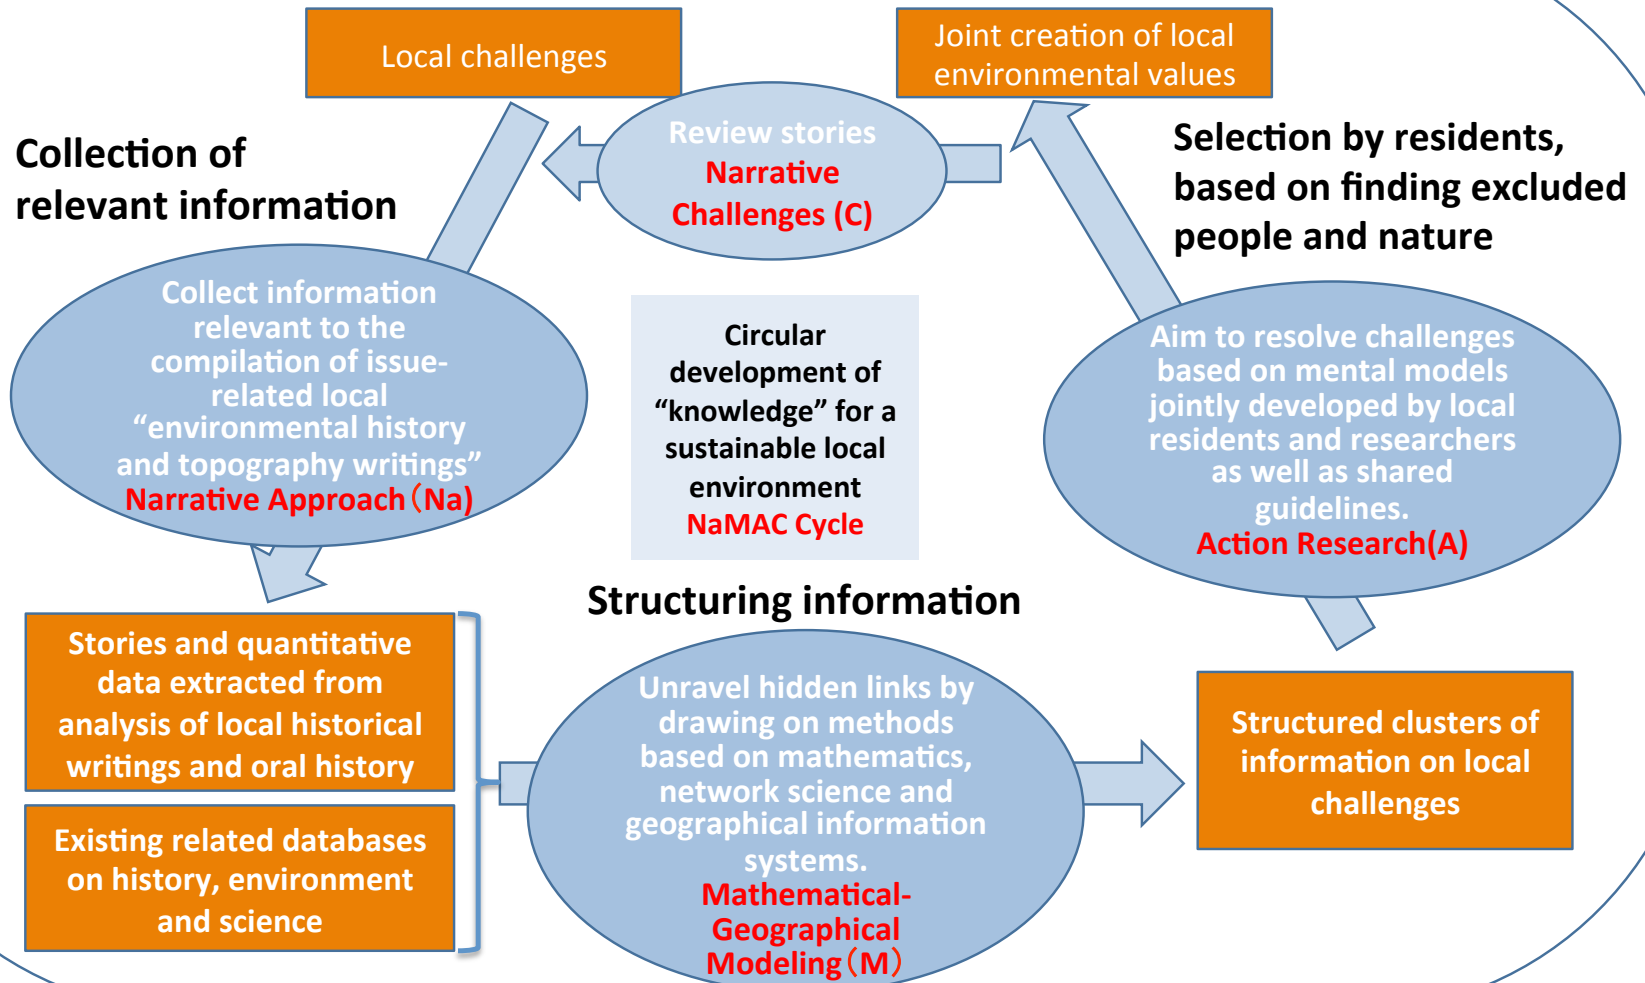 Local challenges
Joint creation of local
environmental values
Review stories
Narrative
Challenges (C)
Collection of
relevant information
Selection by residents,
based on finding excluded
people and nature
Collect information
relevant to the
compilation of issue-
related local
“environmental history
and topography writings”
Narrative Approach（Na)
Circular
development of
“knowledge” for a
sustainable local
environment
NaMAC Cycle
Aim to resolve challenges
based on mental models
jointly developed by local
residents and researchers
as well as shared
guidelines.
Action Research(A)
Structuring information
Stories and quantitative
data extracted from
analysis of local historical
writings and oral history
Existing related databases
on history, environment
and science
Unravel hidden links by
drawing on methods
based on mathematics,
network science and
geographical information
systems.
Mathematical-
Geographical
Modeling（M）
Structured clusters of
information on local
challenges